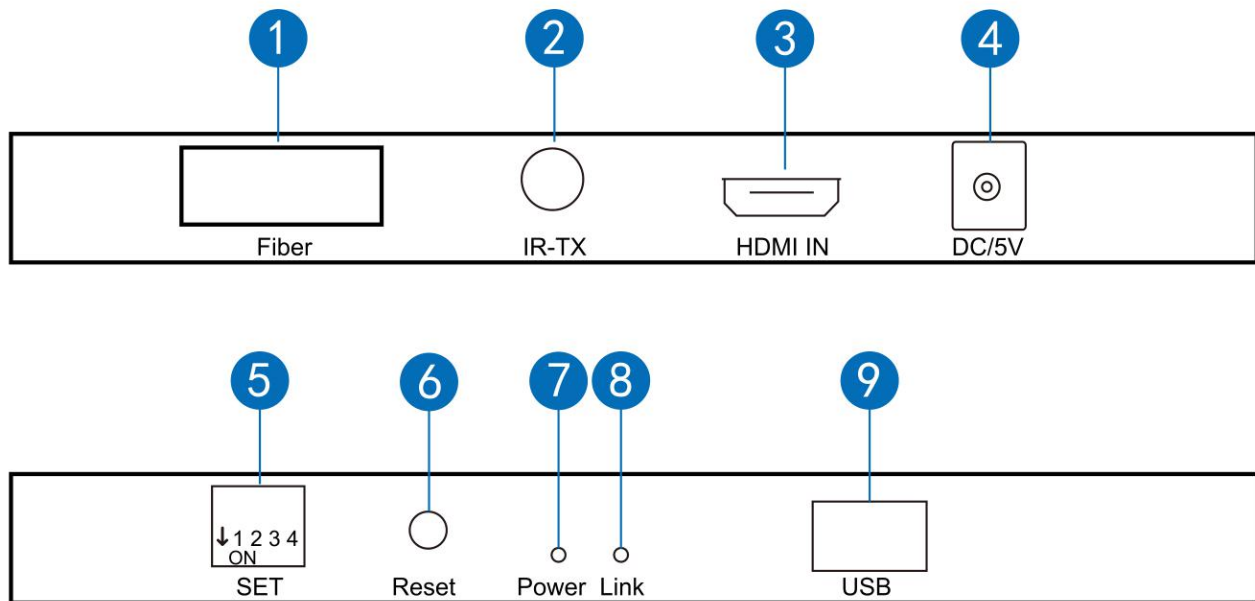 1 2 3 4
Fiber IR-TX HDMI IN DC/5V
5 6 7 8 9
↓1 2 3 4
ON
SET Reset Power Link USB